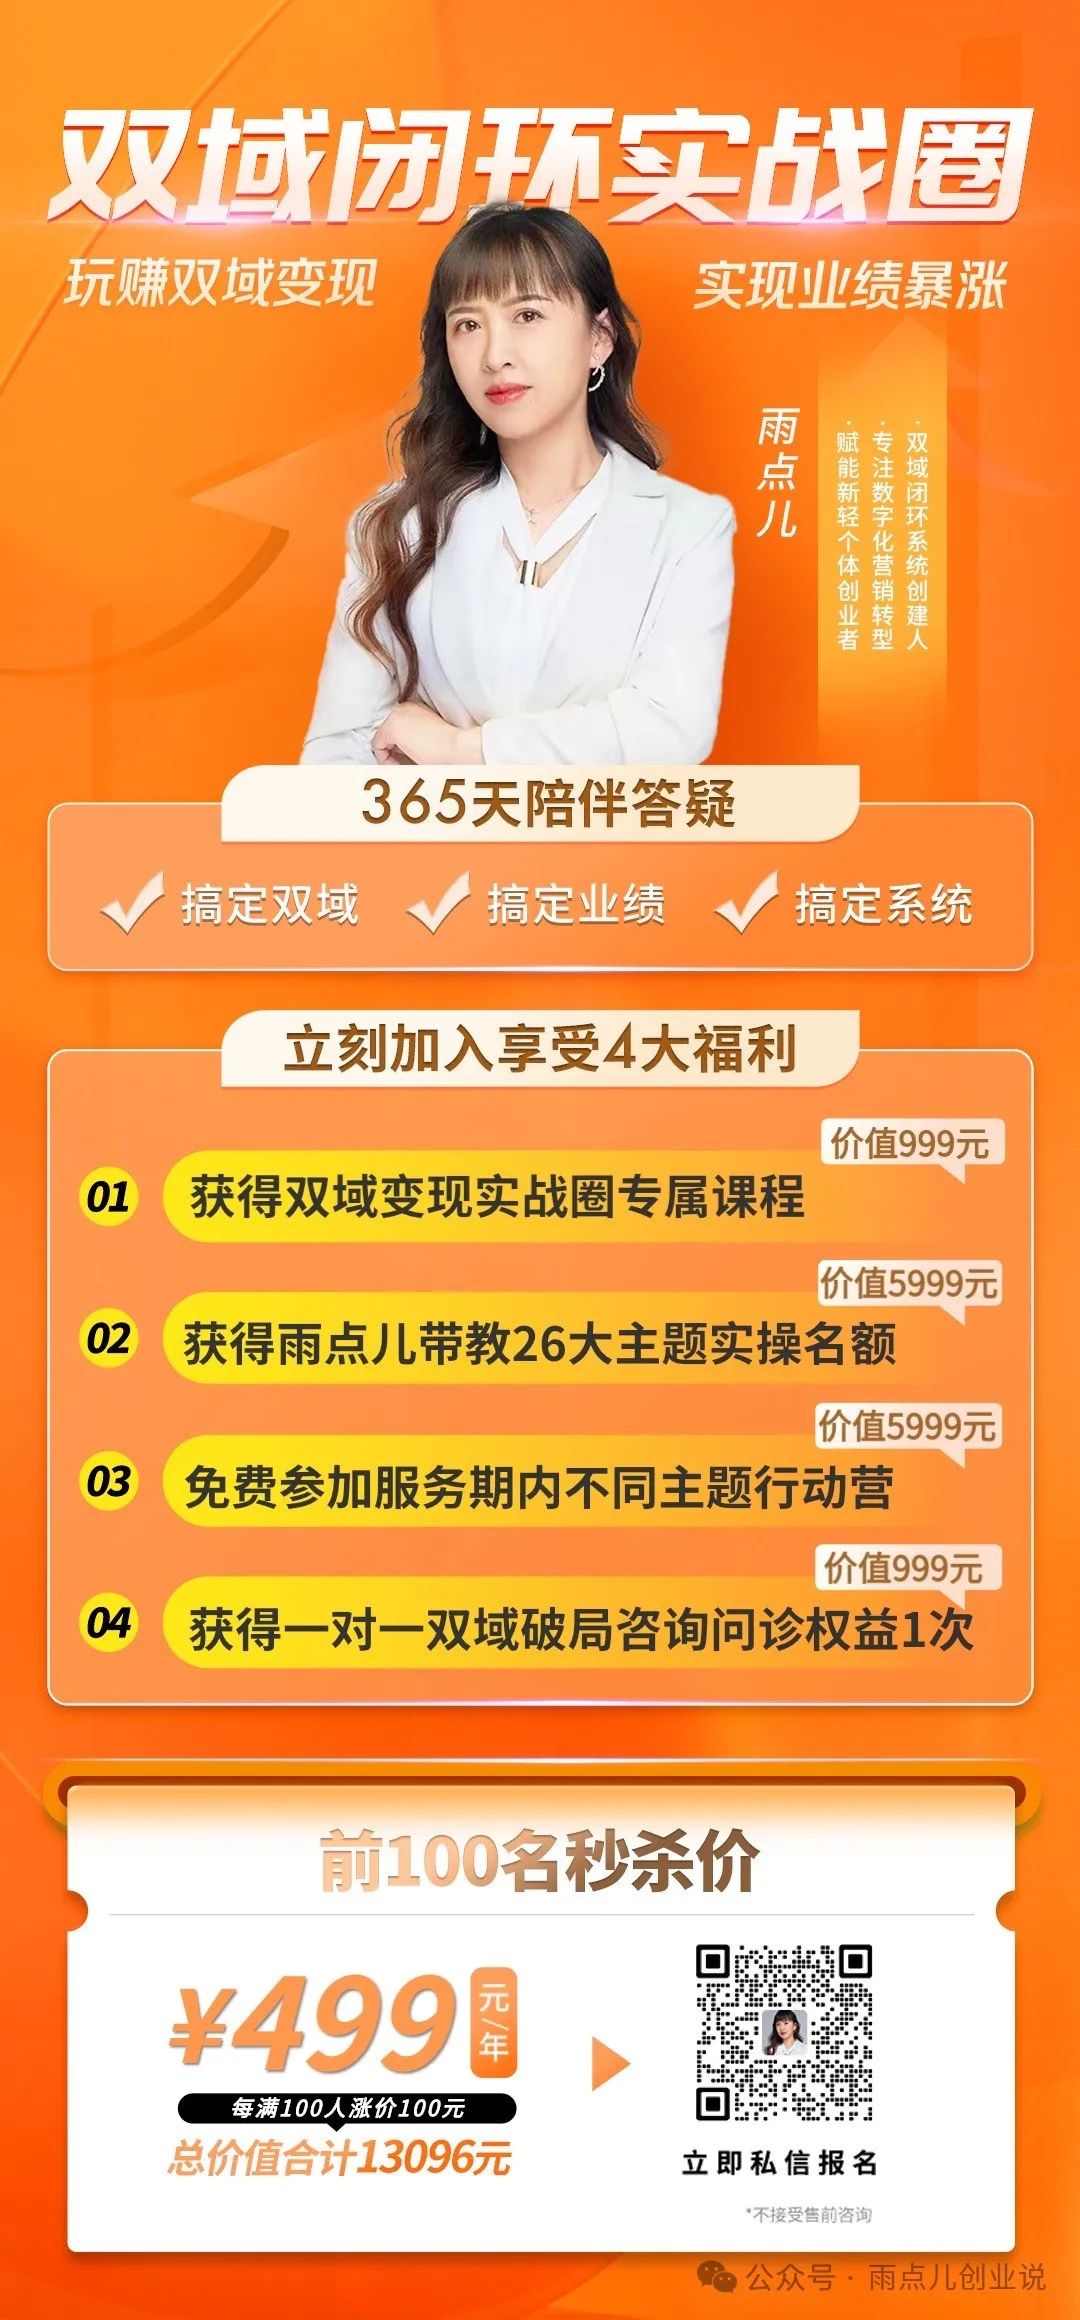 双域闭环实战圈
玩赚双域变现
实现业绩暴涨
雨点儿
·双域闭环系统创建人
·专注数字化营销转型
·赋能新轻个体创业者
365天陪伴答疑
搞定双域
搞定业绩
搞定系统
立刻加入享受4大福利
价值999元
01 获得双域变现实战圈专属课程
价值5999元
02 获得雨点儿带教26大主题实操名额
价值5999元
03 免费参加服务期内不同主题行动营
价值999元
04 获得一对一双域破局咨询问诊权益1次
前100名秒杀价
¥499元/年
每满100人涨价100元
总价值合计13096元
立即私信报名
*不接受售前咨询
公众号·雨点儿创业说